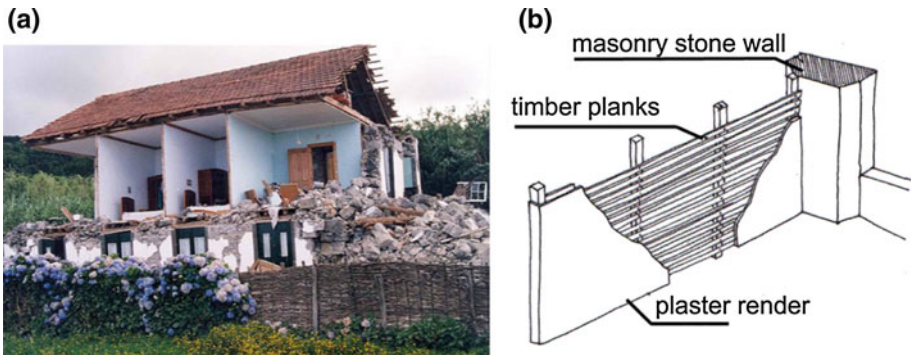 (a)
(b)
masonry stone wall
timber planks
plaster render